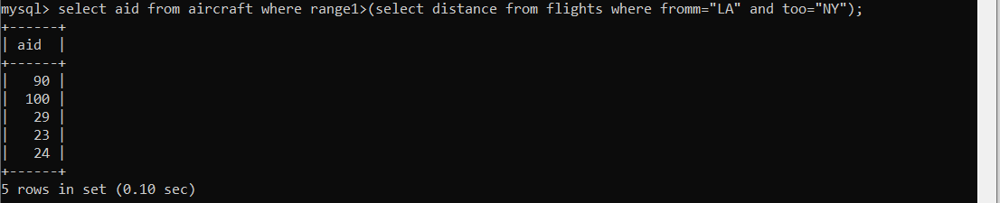 mysql> select aid from aircraft where range1>(select distance from flights where fromm="LA" and too="NY");
+------+
| aid  |
+------+
|   90 |
|  100 |
|   29 |
|   23 |
|   24 |
+------+
5 rows in set (0.10 sec)